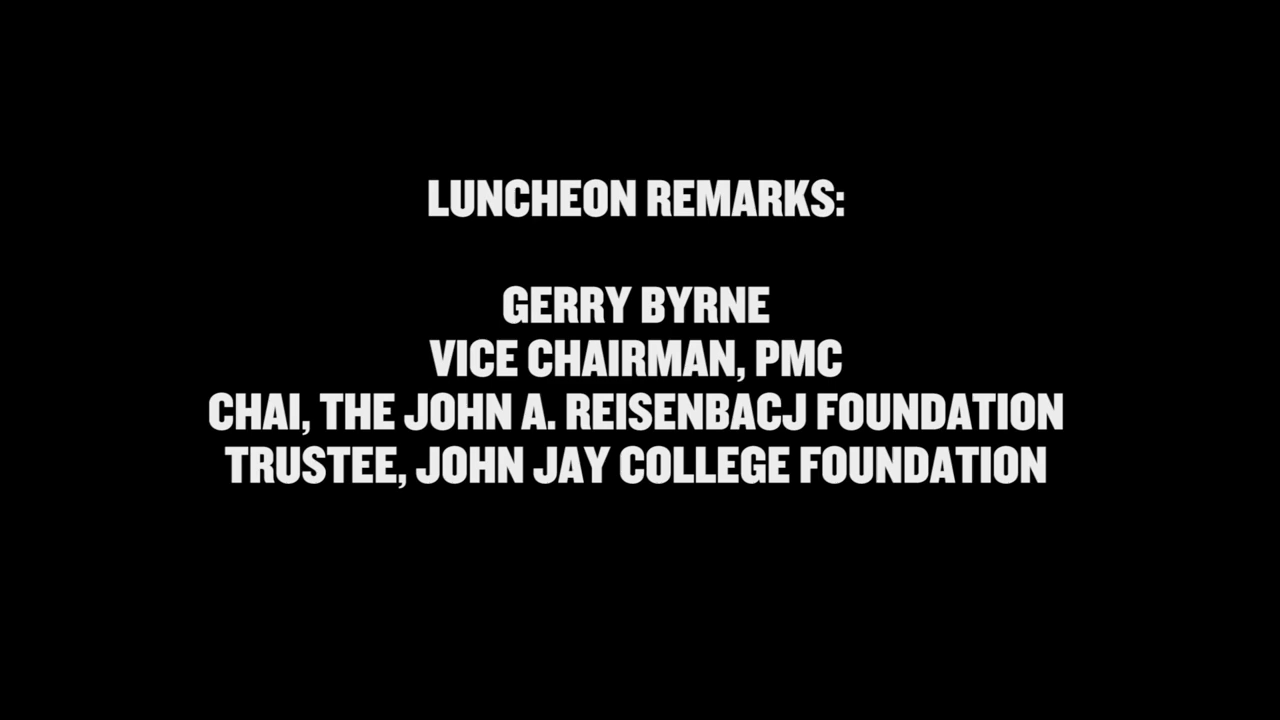 LUNCHEON REMARKS:
GERRY BYRNE
VICE CHAIRMAN, PMC
CHAI, THE JOHN A. REISENBACJ FOUNDATION
TRUSTEE, JOHN JAY COLLEGE FOUNDATION